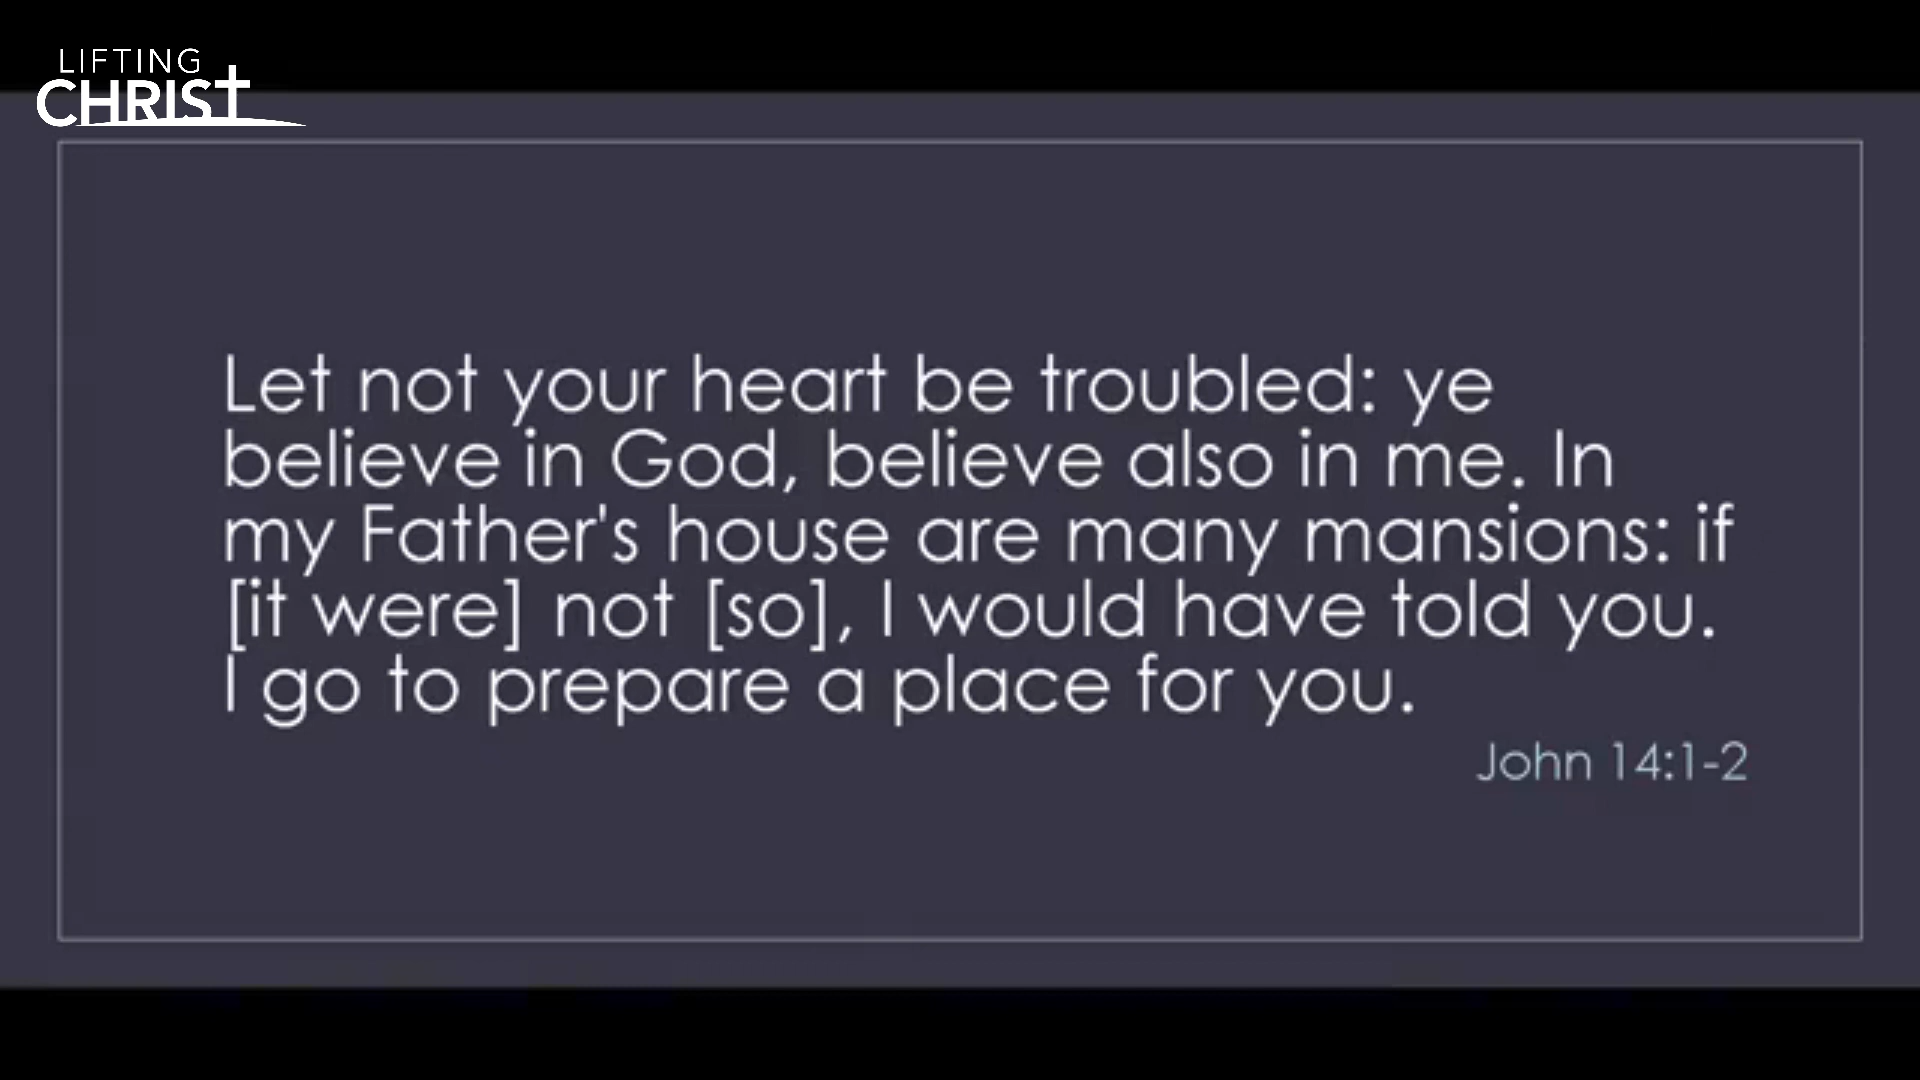 LIFTING
CHRIST
Let not your heart be troubled: ye
believe in God, believe also in me. In
my Father's house are many mansions: if
[it were] not [so], I would have told you.
I go to prepare a place for you.
John 14:1-2